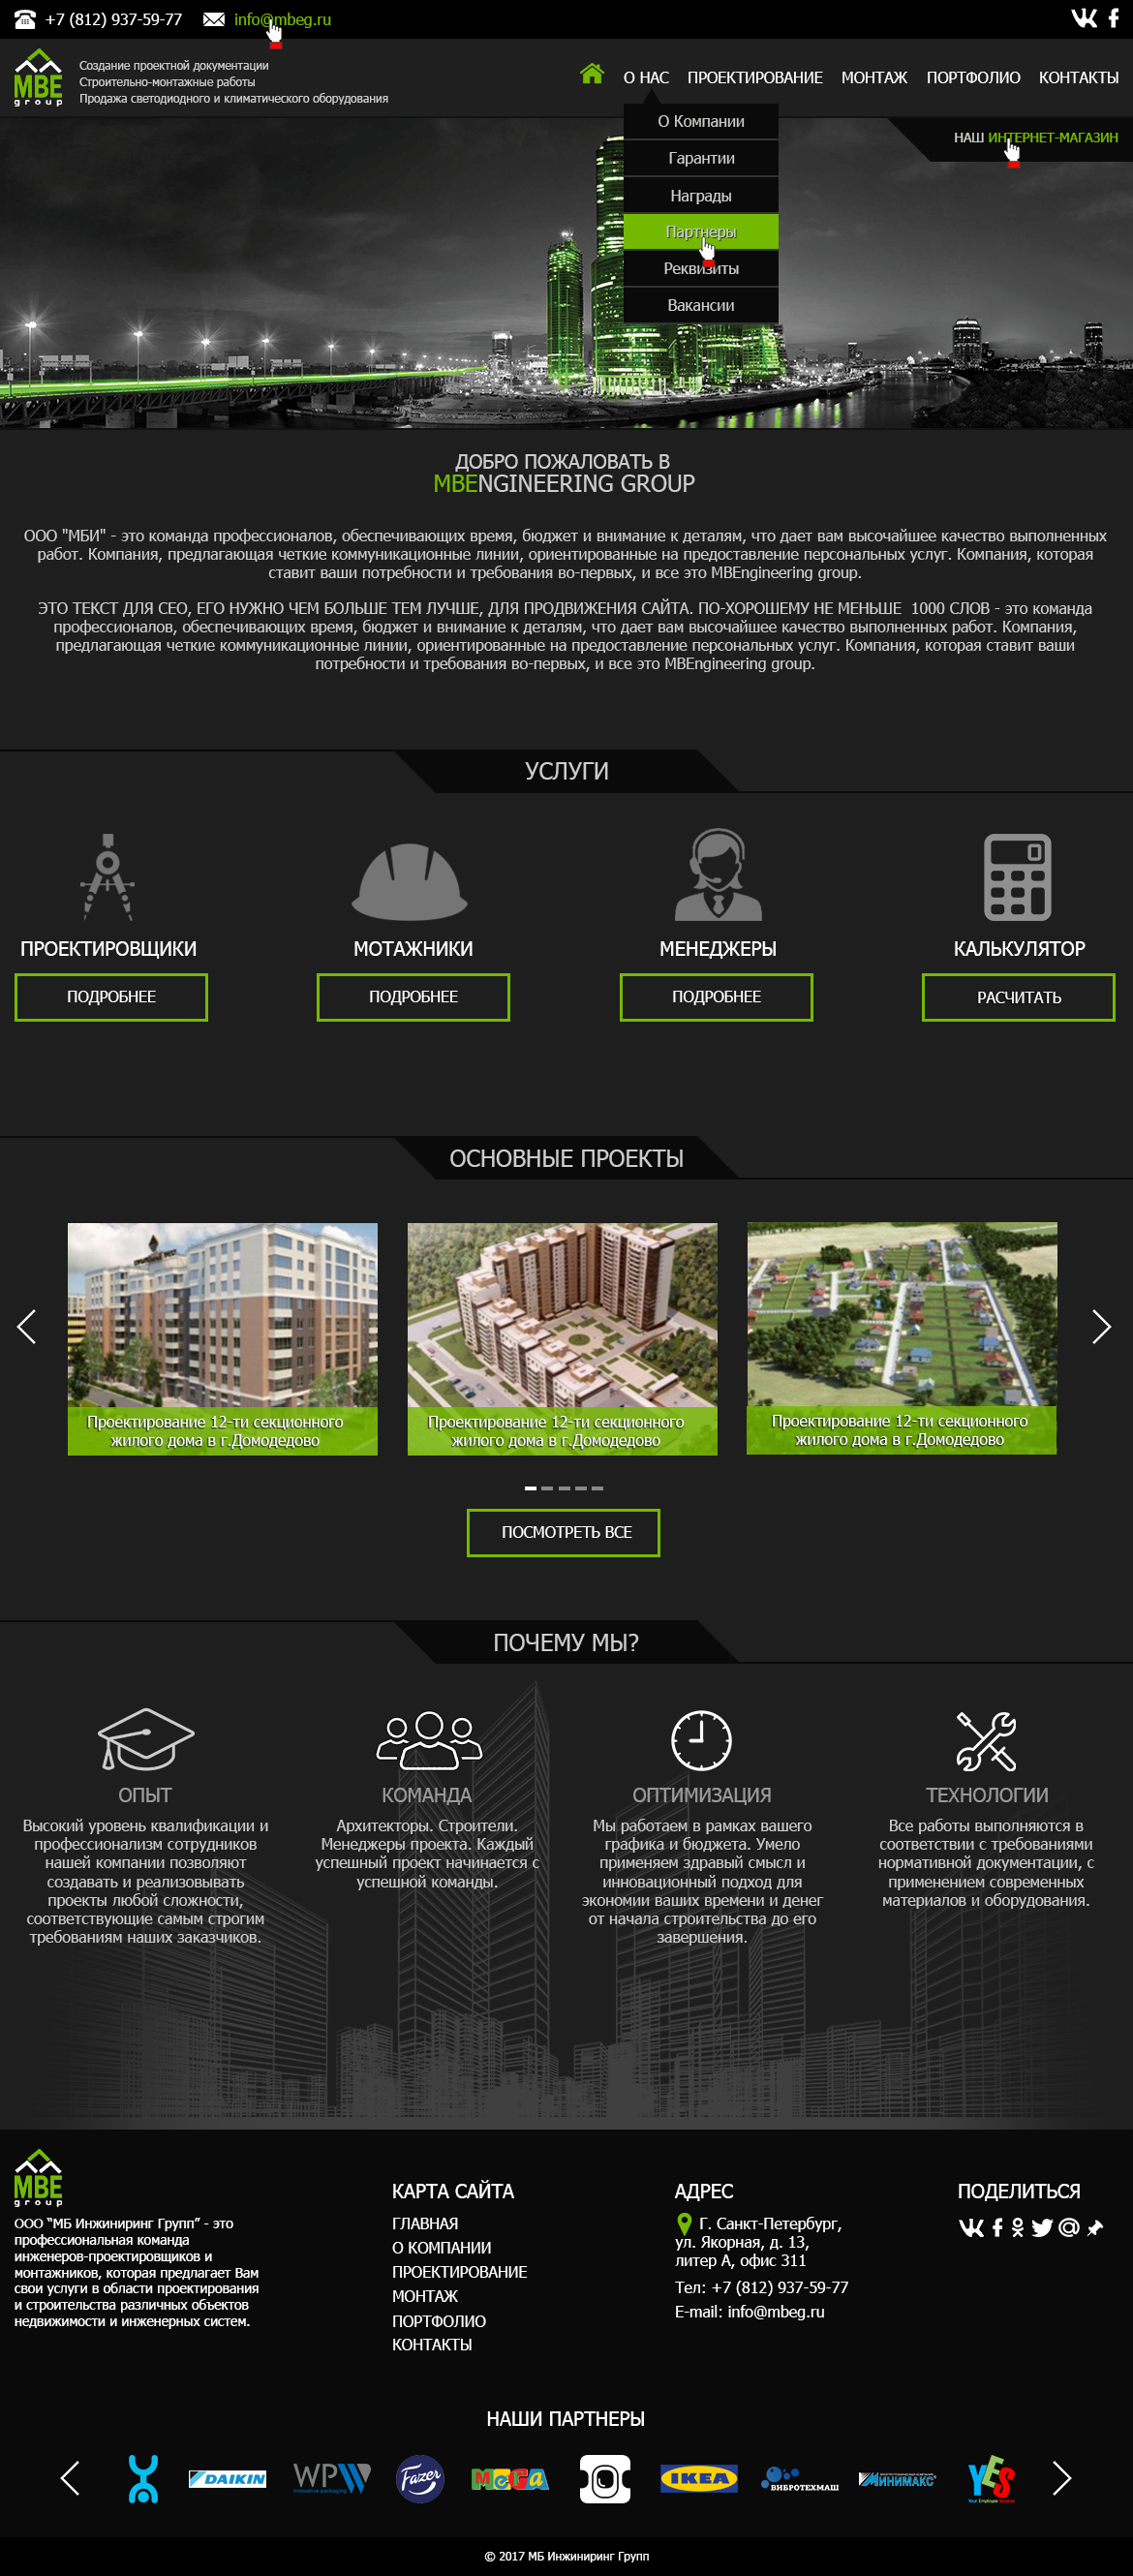 +7 (812) 937-59-77
info@mbeg.ru
MBE
group
Создание проектной документации
Строительно-монтажные работы
Продажа светодиодного и климатического оборудования
О НАС ПРОЕКТИРОВАНИЕ МОНТАЖ ПОРТФОЛИО КОНТАКТЫ
О Компании
Гарантии
Награды
Партнеры
Реквизиты
Вакансии
НАШ ИНТЕРНЕТ-МАГАЗИН
ДОБРО ПОЖАЛОВАТЬ В
MBENGINEERING GROUP
ООО "МБИ" - это команда профессионалов, обеспечивающих время, бюджет и внимание к деталям, что дает вам высочайшее качество выполненных
работ. Компания, предлагающая четкие коммуникационные линии, ориентированные на предоставление персональных услуг. Компания, которая
ставит ваши потребности и требования во-первых, и все это MBEngineering group.
ЭТО ТЕКСТ ДЛЯ СЕО, ЕГО НУЖНО ЧЕМ БОЛЬШЕ ТЕМ ЛУЧШЕ, ДЛЯ ПРОДВИЖЕНИЯ САЙТА. ПО-ХОРОШЕМУ НЕ МЕНЬШЕ 1000 СЛОВ - это команда
профессионалов, обеспечивающих время, бюджет и внимание к деталям, что дает вам высочайшее качество выполненных работ. Компания,
предлагающая четкие коммуникационные линии, ориентированные на предоставление персональных услуг. Компания, которая ставит ваши
потребности и требования во-первых, и все это MBEngineering group.
УСЛУГИ
ПРОЕКТИРОВЩИКИ
ПОДРОБНЕЕ
МОТАЖНИКИ
ПОДРОБНЕЕ
МЕНЕДЖЕРЫ
ПОДРОБНЕЕ
КАЛЬКУЛЯТОР
РАСЧИТАТЬ
ОСНОВНЫЕ ПРОЕКТЫ
Проектирование 12-ти секционного
жилого дома в г.Домодедово
Проектирование 12-ти секционного
жилого дома в г.Домодедово
Проектирование 12-ти секционного
жилого дома в г.Домодедово
ПОСМОТРЕТЬ ВСЕ
ПОЧЕМУ МЫ?
ОПЫТ
Высокий уровень квалификации и
профессионализм сотрудников
нашей компании позволяют
создавать и реализовывать
проекты любой сложности,
соответствующие самым строгим
требованиям наших заказчиков.
КОМАНДА
Архитекторы. Строители.
Менеджеры проекта. Каждый
успешный проект начинается с
успешной команды.
ОПТИМИЗАЦИЯ
Мы работаем в рамках вашего
графика и бюджета. Умело
применяем здравый смысл и
инновационный подход для
экономии ваших времени и денег
от начала строительства до его
завершения.
ТЕХНОЛОГИИ
Все работы выполняются в
соответствии с требованиями
нормативной документации, с
применением современных
материалов и оборудования.
MBE
group
ООО “МБ Инжиниринг Групп” - это
профессиональная команда
инженеров-проектировщиков и
монтажников, которая предлагает Вам
свои услуги в области проектирования
и строительства различных объектов
недвижимости и инженерных систем.
КАРТА САЙТА
ГЛАВНАЯ
О КОМПАНИИ
ПРОЕКТИРОВАНИЕ
МОНТАЖ
ПОРТФОЛИО
КОНТАКТЫ
АДРЕС
Г. Санкт-Петербург,
ул. Якорная, д. 13,
литер А, офис 311
Тел: +7 (812) 937-59-77
E-mail: info@mbeg.ru
ПОДЕЛИТЬСЯ
НАШИ ПАРТНЕРЫ
DAIKIN
WPW
innovative packaging
Fazer
МЕГА
IKEA
ВИБРОТЕХМАШ
МИНИМАКС
YES
Your Employee Services
© 2017 МБ Инжиниринг Групп